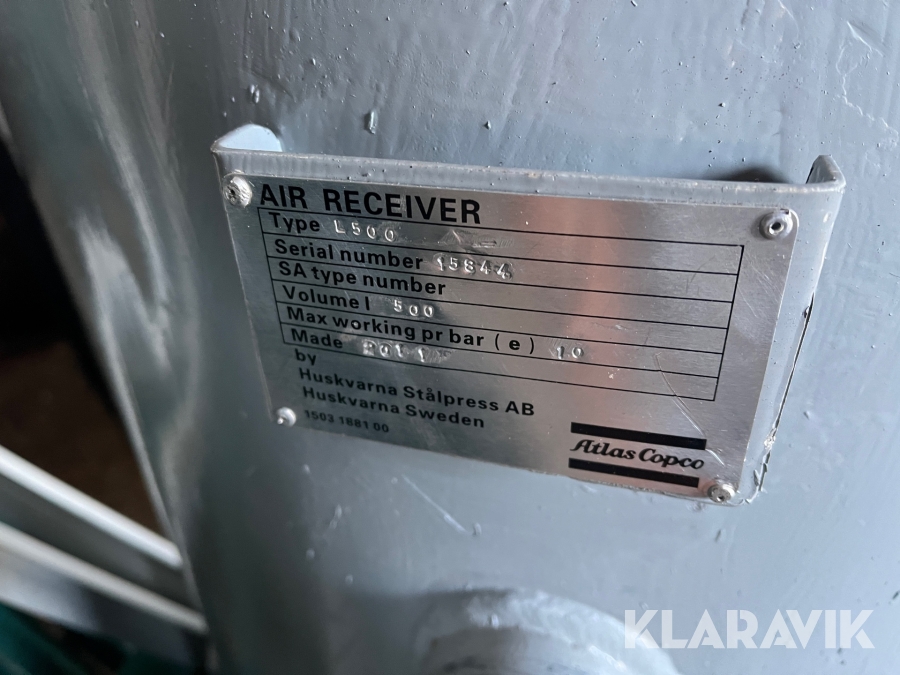 AIR RECEIVER
Type L500
Serial number 15844
SA type number
Volume l 500
Max working pr bar (e) 10
Made
by
Huskvarna Stålpress AB
Huskvarna Sweden
1503 1881 00
Atlas Copco
KLARAVIK